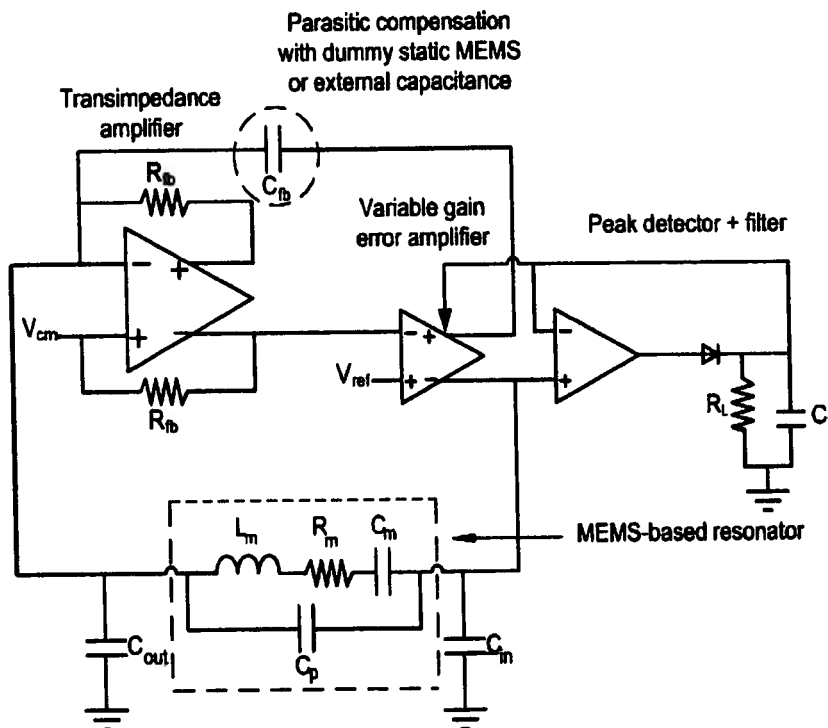 Parasitic compensation
with dummy static MEMS
or external capacitance
Transimpedance
amplifier
C_fb
R_fb
Variable gain
error amplifier
Peak detector + filter
- +
V_cm
+ −
R_fb
- +
V_ref
+ −
-
+
R_L
C
L_m
R_m
C_m
MEMS-based resonator
C_out
C_p
C_in